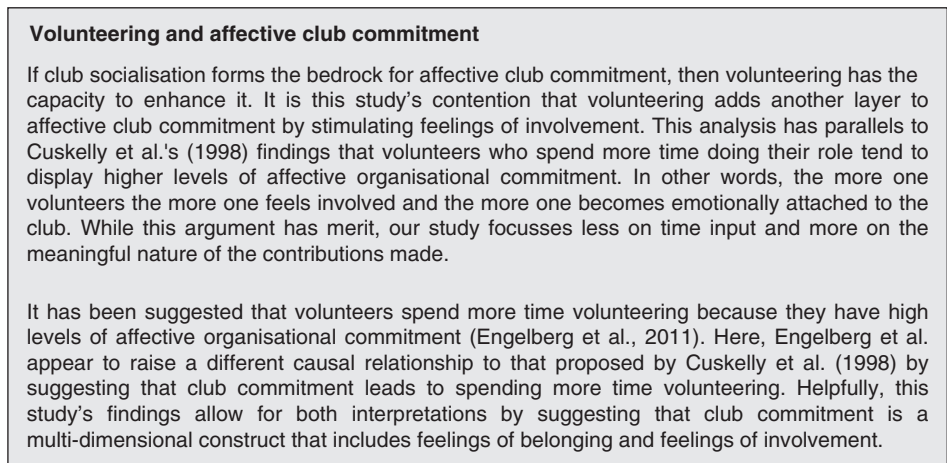 Volunteering and affective club commitment
If club socialisation forms the bedrock for affective club commitment, then volunteering has the
capacity to enhance it. It is this study's contention that volunteering adds another layer to
affective club commitment by stimulating feelings of involvement. This analysis has parallels to
Cuskelly et al.'s (1998) findings that volunteers who spend more time doing their role tend to
display higher levels of affective organisational commitment. In other words, the more one
volunteers the more one feels involved and the more one becomes emotionally attached to the
club. While this argument has merit, our study focusses less on time input and more on the
meaningful nature of the contributions made.
It has been suggested that volunteers spend more time volunteering because they have high
levels of affective organisational commitment (Engelberg et al., 2011). Here, Engelberg et al.
appear to raise a different causal relationship to that proposed by Cuskelly et al. (1998) by
suggesting that club commitment leads to spending more time volunteering. Helpfully, this
study's findings allow for both interpretations by suggesting that club commitment is a
multi-dimensional construct that includes feelings of belonging and feelings of involvement.